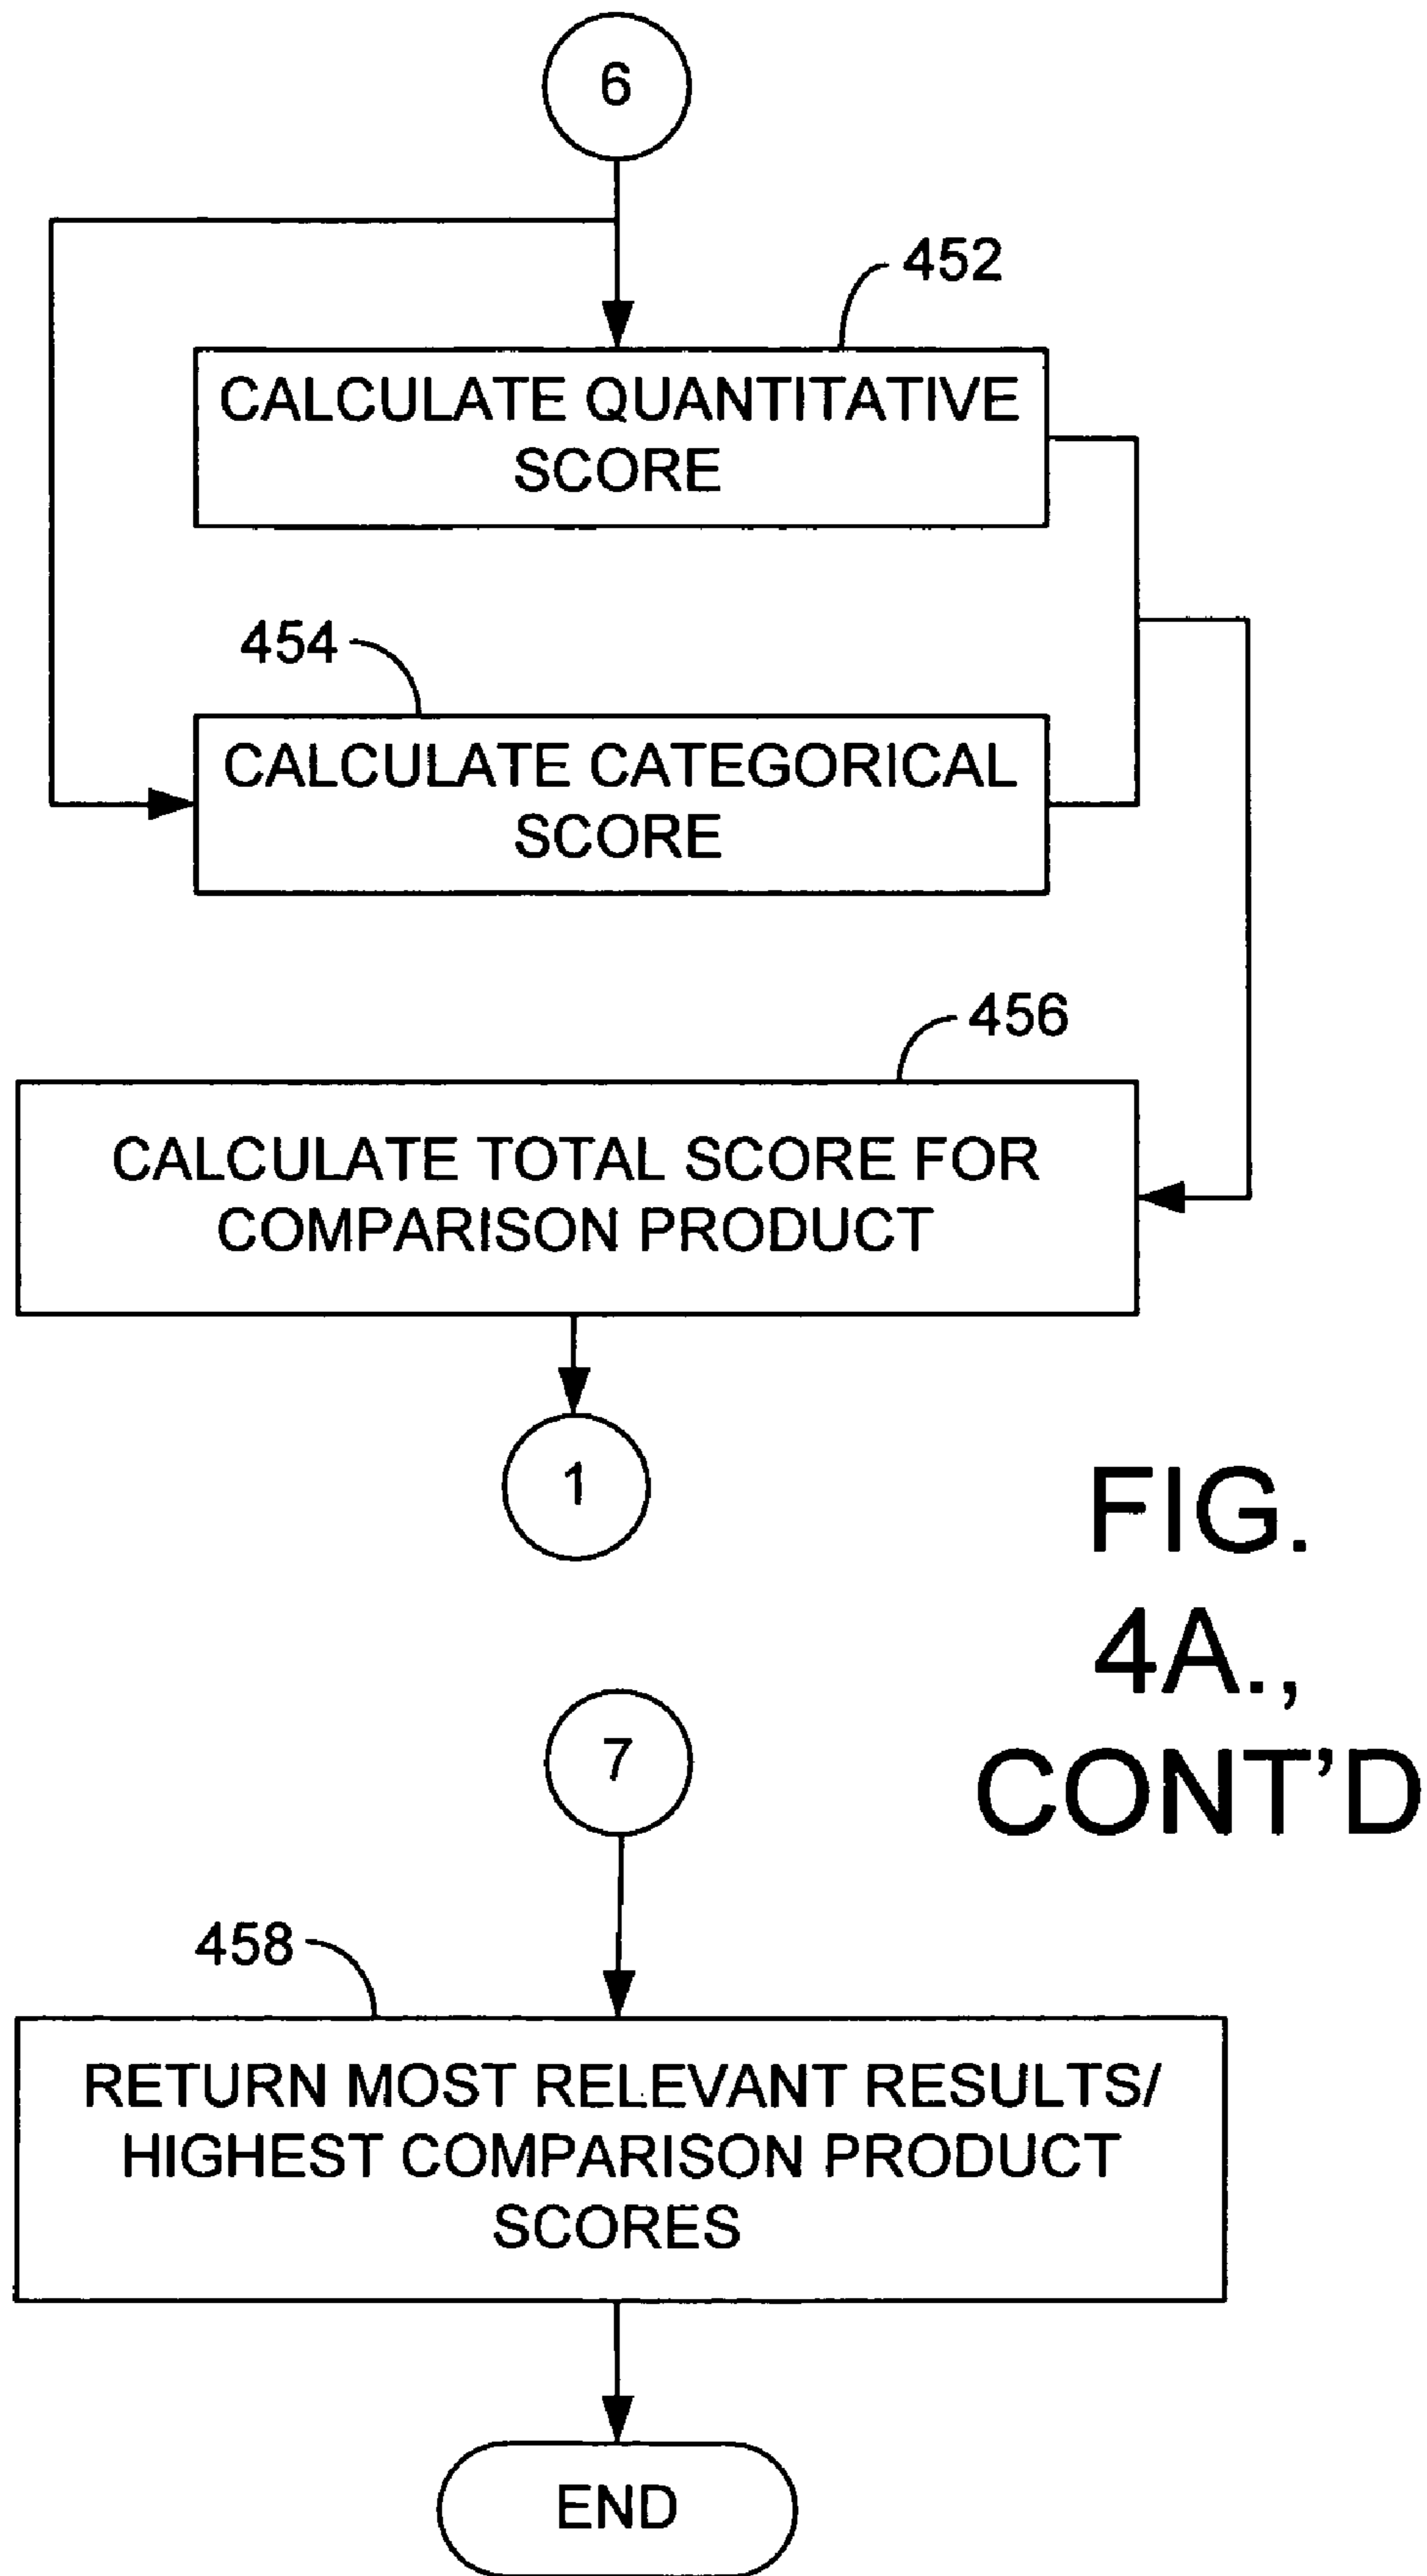 6
452
CALCULATE QUANTITATIVE
SCORE
454
CALCULATE CATEGORICAL
SCORE
456
CALCULATE TOTAL SCORE FOR
COMPARISON PRODUCT
1
FIG.
4A.,
CONT'D
7
458
RETURN MOST RELEVANT RESULTS/
HIGHEST COMPARISON PRODUCT
SCORES
END